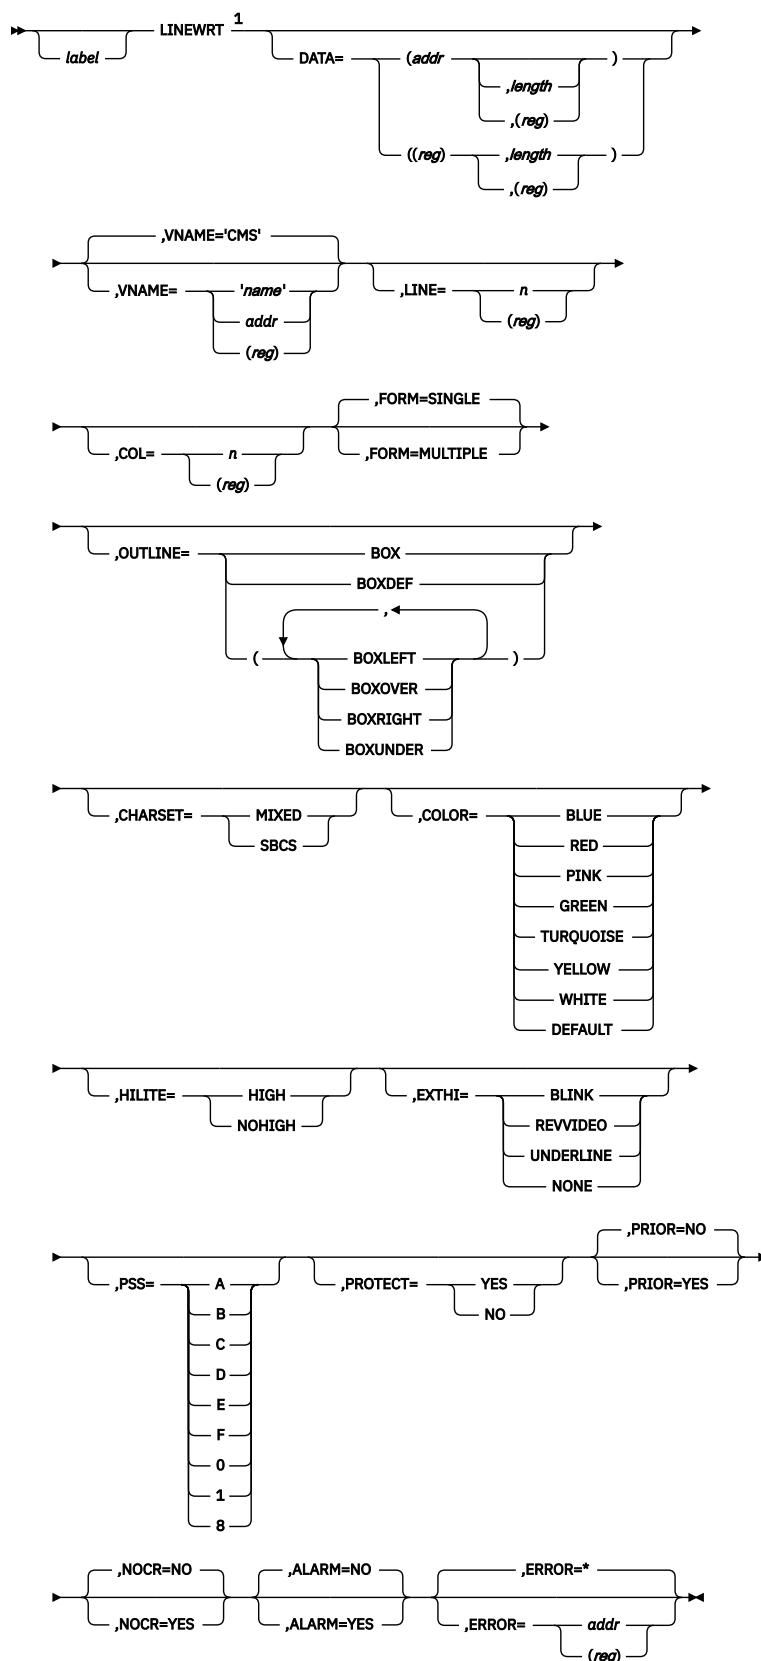 LINEWRT 1
label
DATA= (addr )
,length
,(reg)
((reg) ,length )
,(reg)
,VNAME='CMS'
,VNAME= 'name' ,LINE= n
addr (reg)
(reg)
,FORM=SINGLE
,COL= n ,FORM=MULTIPLE
(reg)
,OUTLINE= BOX
BOXDEF
,
( BOXLEFT )
BOXOVER
BOXRIGHT
BOXUNDER
,CHARSET= MIXED ,COLOR= BLUE
SBCS RED
PINK
GREEN
TURQUOISE
YELLOW
WHITE
DEFAULT
,HILITE= HIGH ,EXTHI= BLINK
NOHIGH REVVIDEO
UNDERLINE
NONE
,PRIOR=NO
,PSS= A ,PROTECT= YES ,PRIOR=YES
B NO
C
D
E
F
0
1
8
,NOCR=NO ,ALARM=NO ,ERROR=*
,NOCR=YES ,ALARM=YES ,ERROR= addr
(reg)